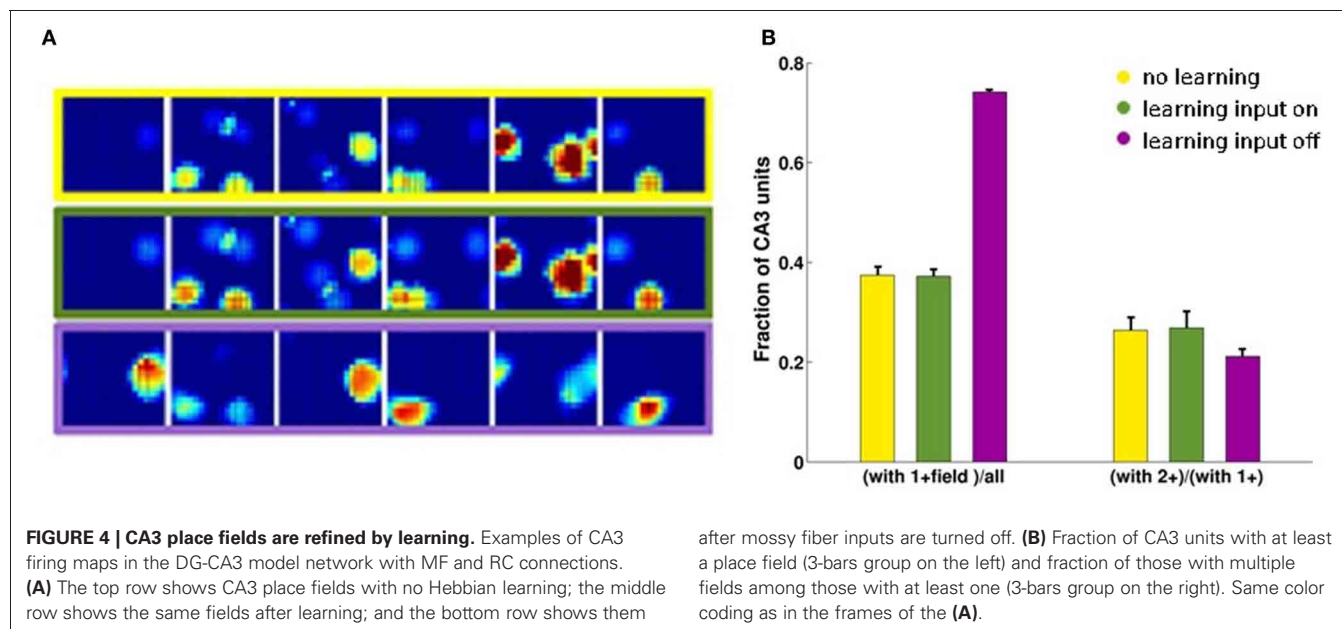 A
B
0.8
0.6
0.4
0.2
0
Fraction of CA3 units
no learning
learning input on
learning input off
(with 1+field )/all
(with 2+)/(with 1+)
FIGURE 4 | CA3 place fields are refined by learning. Examples of CA3
firing maps in the DG-CA3 model network with MF and RC connections.
(A) The top row shows CA3 place fields with no Hebbian learning; the middle
row shows the same fields after learning; and the bottom row shows them
after mossy fiber inputs are turned off. (B) Fraction of CA3 units with at least
a place field (3-bars group on the left) and fraction of those with multiple
fields among those with at least one (3-bars group on the right). Same color
coding as in the frames of the (A).